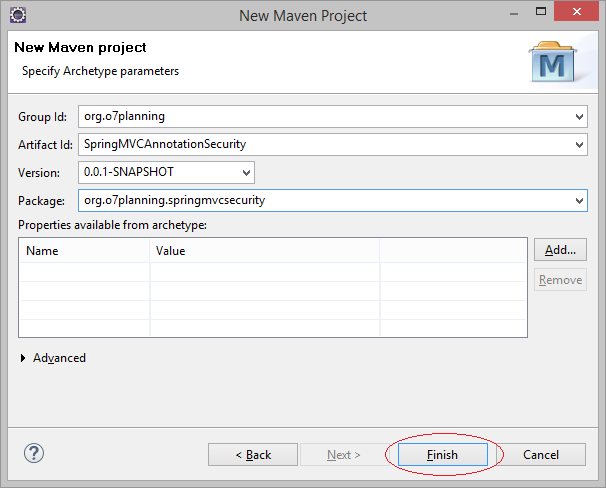 New Maven Project
New Maven project
Specify Archetype parameters
M
Group Id: org.o7planning
Artifact Id: SpringMVCAnnotationSecurity
Version: 0.0.1-SNAPSHOT
Package: org.o7planning.springmvcsecurity
Properties available from archetype:
Name Value
Add...
Remove
Advanced
? < Back Next > Finish Cancel